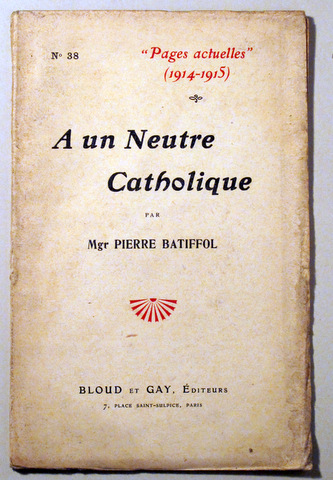 N° 38
"Pages actuelles"
(1914-1915)
A un Neutre
Catholique
PAR
Mgr PIERRE BATIFFOL
BLOUD ET GAY, ÉDITEURS
7, PLACE SAINT-SULPICE, PARIS